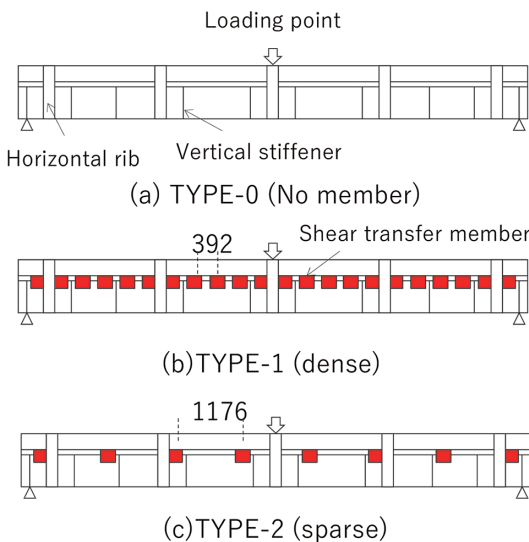 Loading point
Horizontal rib
Vertical stiffener
(a) TYPE-0 (No member)
392
Shear transfer member
(b)TYPE-1 (dense)
1176
(c)TYPE-2 (sparse)